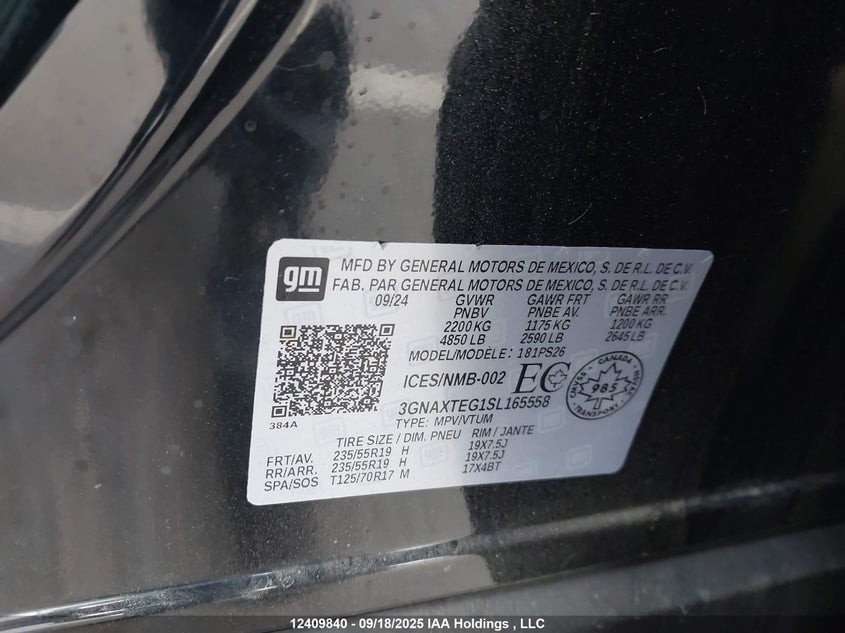 gm
MFD BY GENERAL MOTORS DE MEXICO, S. DE R.L. DE C.V.
FAB. PAR GENERAL MOTORS DE MEXICO, S. DE R.L. DE C.V.
09/24 GVWR GAWR FRT GAWR RR
PNBV PNBE AV. PNBE ARR.
2200 KG 1175 KG 1200 KG
4850 LB 2590 LB 2645 LB
MODEL/MODÈLE: 181PS26
ICES/NMB-002 EC
CANADA
CMVSS 985 NSVAC
TRANSPORT
3GNAXTEG1SL165558
384A
TYPE: MPV/VTUM
TIRE SIZE / DIM. PNEU RIM / JANTE
FRT/AV. 235/55R19 H 19X7.5J
RR/ARR. 235/55R19 H 19X7.5J
SPA/SOS T125/70R17 M 17X4BT
12409840 - 09/18/2025 IAA Holdings , LLC